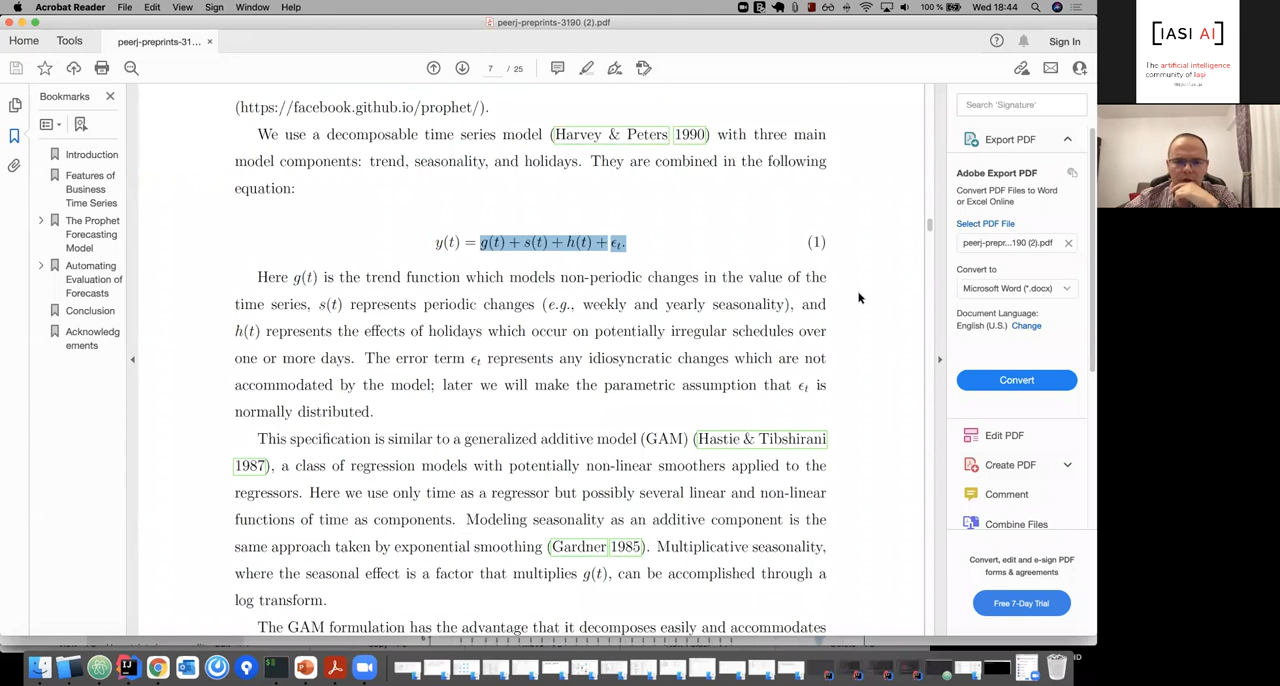 Acrobat Reader File Edit View Sign Window Help 100% Wed 18:44
peerj-preprints-3190 (2).pdf
Home Tools peerj-preprints-31... × Sign In
7 / 25
Bookmarks
Introduction
Features of
Business
Time Series
The Prophet
Forecasting
Model
Automating
Evaluation of
Forecasts
Conclusion
Acknowledg
ements
(https://facebook.github.io/prophet/).
We use a decomposable time series model (Harvey & Peters 1990) with three main
model components: trend, seasonality, and holidays. They are combined in the following
equation:
y(t) = g(t) + s(t) + h(t) + ϵt. (1)
Here g(t) is the trend function which models non-periodic changes in the value of the
time series, s(t) represents periodic changes (e.g., weekly and yearly seasonality), and
h(t) represents the effects of holidays which occur on potentially irregular schedules over
one or more days. The error term ϵt represents any idiosyncratic changes which are not
accommodated by the model; later we will make the parametric assumption that ϵt is
normally distributed.
This specification is similar to a generalized additive model (GAM) (Hastie & Tibshirani
1987), a class of regression models with potentially non-linear smoothers applied to the
regressors. Here we use only time as a regressor but possibly several linear and non-linear
functions of time as components. Modeling seasonality as an additive component is the
same approach taken by exponential smoothing (Gardner 1985). Multiplicative seasonality,
where the seasonal effect is a factor that multiplies g(t), can be accomplished through a
log transform.
The GAM formulation has the advantage that it decomposes easily and accommodates
Search 'Signature'
Export PDF
Adobe Export PDF
Convert PDF Files to Word
or Excel Online
Select PDF File
peerj-prepr...190 (2).pdf
Convert to
Microsoft Word (*.docx)
Document Language:
English (U.S.) Change
Convert
Edit PDF
Create PDF
Comment
Combine Files
Convert, edit and e-sign PDF
forms & agreements
Free 7-Day Trial
[IASI AI]
The artificial intelligence
community of Iași